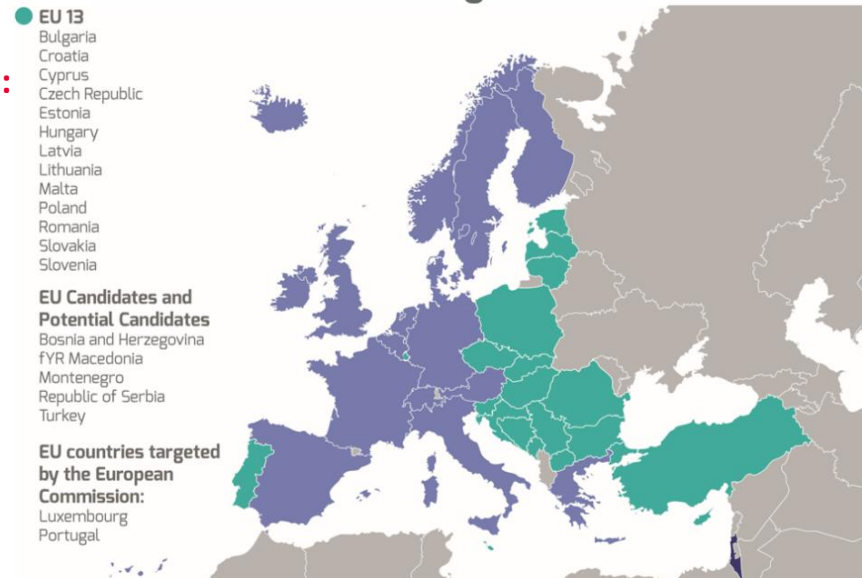 EU 13
Bulgaria
Croatia
Cyprus
Czech Republic
Estonia
Hungary
Latvia
Lithuania
Malta
Poland
Romania
Slovakia
Slovenia
EU Candidates and
Potential Candidates
Bosnia and Herzegovina
fYR Macedonia
Montenegro
Republic of Serbia
Turkey
EU countries targeted
by the European
Commission:
Luxembourg
Portugal